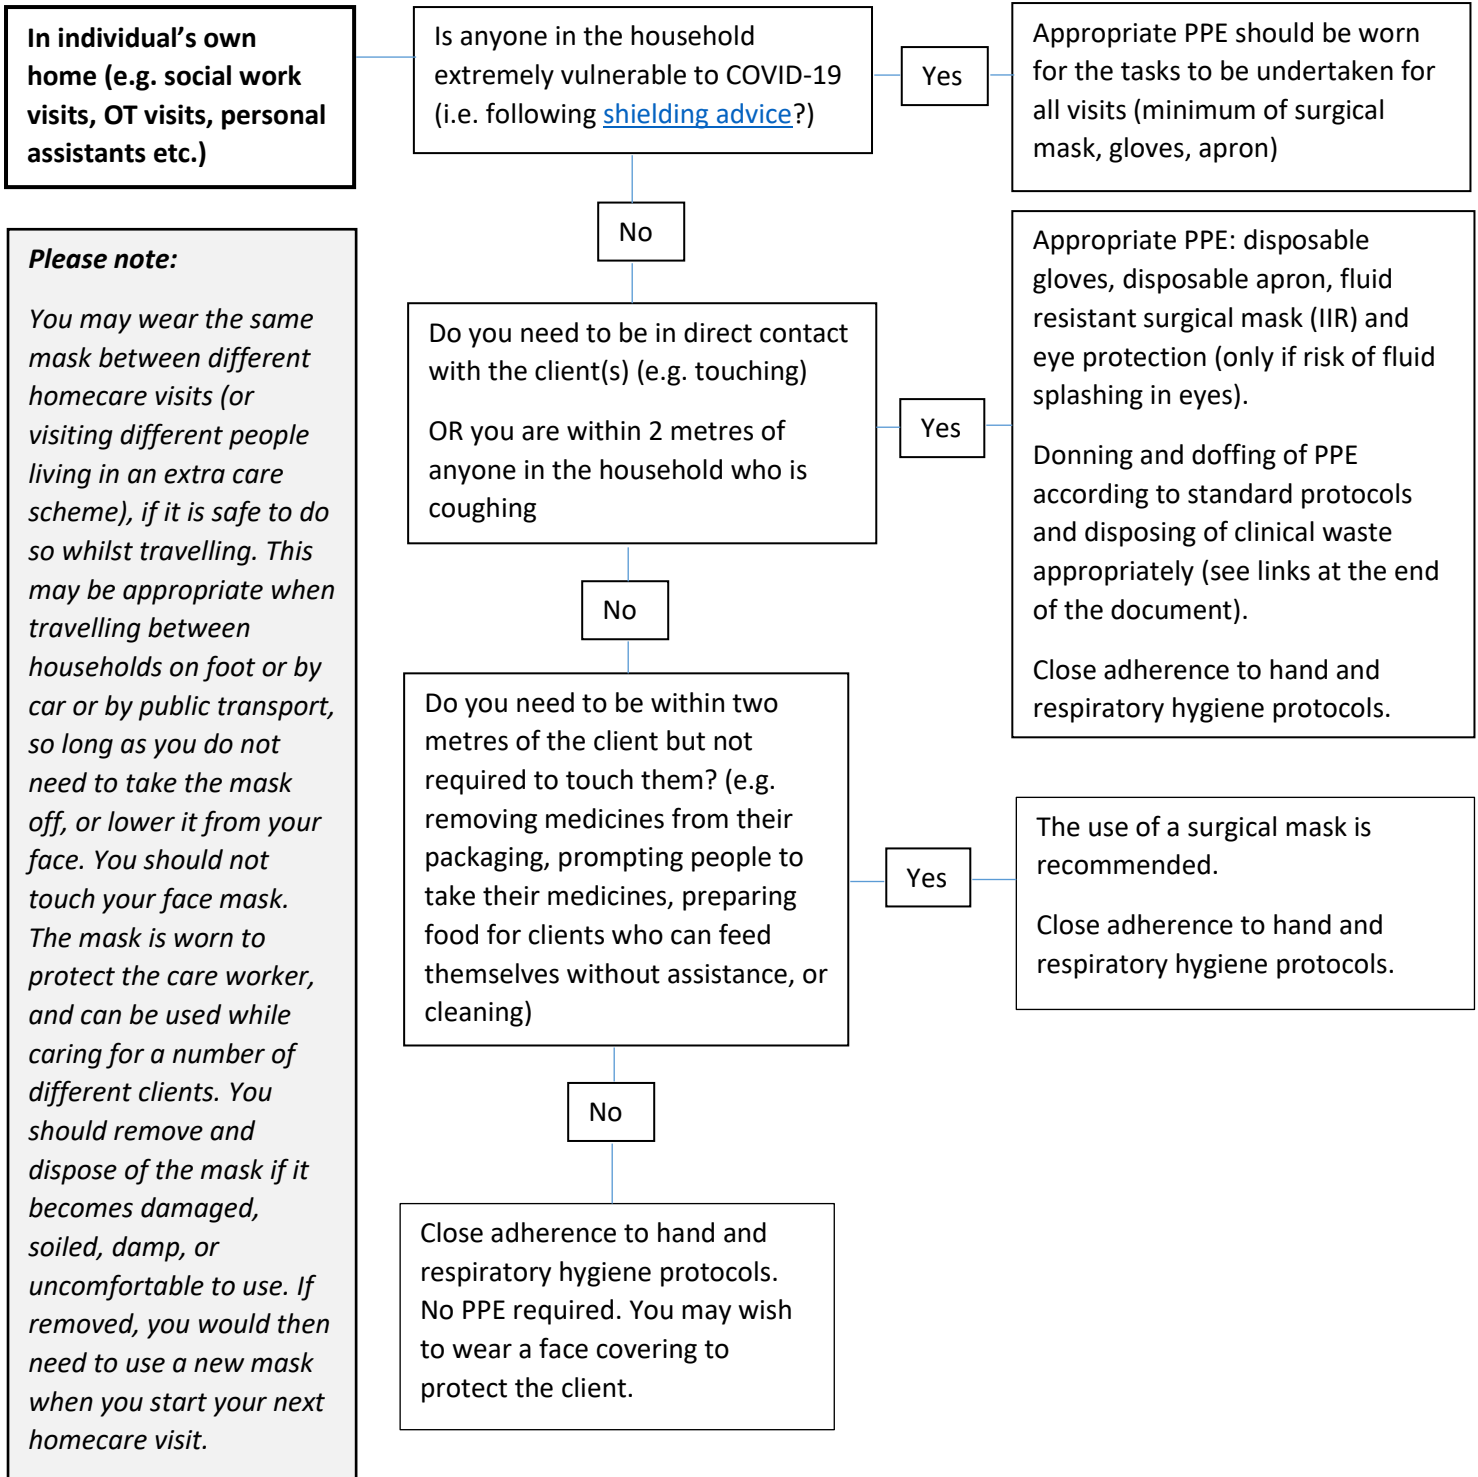 In individual's own
home (e.g. social work
visits, OT visits, personal
assistants etc.)
Is anyone in the household
extremely vulnerable to COVID-19
(i.e. following shielding advice?)
Yes
Appropriate PPE should be worn
for the tasks to be undertaken for
all visits (minimum of surgical
mask, gloves, apron)
No
Please note:
You may wear the same
mask between different
homecare visits (or
visiting different people
living in an extra care
scheme), if it is safe to do
so whilst travelling. This
may be appropriate when
travelling between
households on foot or by
car or by public transport,
so long as you do not
need to take the mask
off, or lower it from your
face. You should not
touch your face mask.
The mask is worn to
protect the care worker,
and can be used while
caring for a number of
different clients. You
should remove and
dispose of the mask if it
becomes damaged,
soiled, damp, or
uncomfortable to use. If
removed, you would then
need to use a new mask
when you start your next
homecare visit.
Do you need to be in direct contact
with the client(s) (e.g. touching)
OR you are within 2 metres of
anyone in the household who is
coughing
Yes
Appropriate PPE: disposable
gloves, disposable apron, fluid
resistant surgical mask (IIR) and
eye protection (only if risk of fluid
splashing in eyes).
Donning and doffing of PPE
according to standard protocols
and disposing of clinical waste
appropriately (see links at the end
of the document).
Close adherence to hand and
respiratory hygiene protocols.
No
Do you need to be within two
metres of the client but not
required to touch them? (e.g.
removing medicines from their
packaging, prompting people to
take their medicines, preparing
food for clients who can feed
themselves without assistance, or
cleaning)
Yes
The use of a surgical mask is
recommended.
Close adherence to hand and
respiratory hygiene protocols.
No
Close adherence to hand and
respiratory hygiene protocols.
No PPE required. You may wish
to wear a face covering to
protect the client.